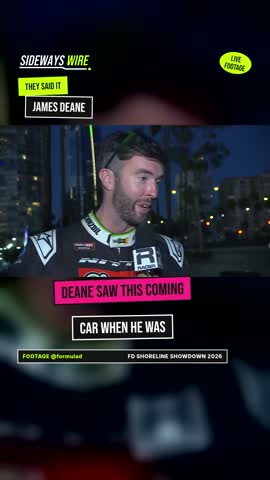 SIDEWAYS WIRE.
LIVE
FOOTAGE
THEY SAID IT
JAMES DEANE
R
DEANE SAW THIS COMING
CAR WHEN HE WAS
FOOTAGE @formulad
FD SHORELINE SHOWDOWN 2026